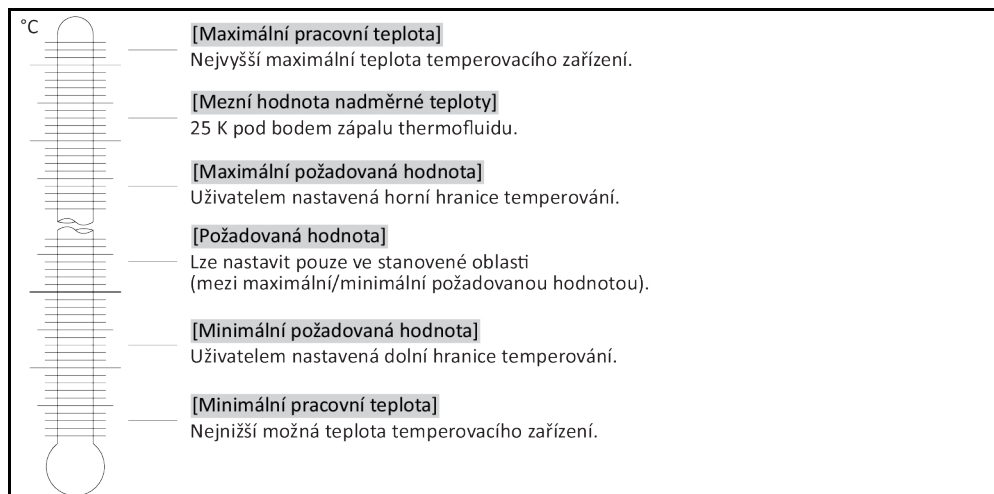 °C
[Maximální pracovní teplota]
Nejvyšší maximální teplota temperovacího zařízení.
[Mezní hodnota nadměrné teploty]
25 K pod bodem zápalu thermofluidu.
[Maximální požadovaná hodnota]
Uživatelem nastavená horní hranice temperování.
[Požadovaná hodnota]
Lze nastavit pouze ve stanovené oblasti
(mezi maximální/minimální požadovanou hodnotou).
[Minimální požadovaná hodnota]
Uživatelem nastavená dolní hranice temperování.
[Minimální pracovní teplota]
Nejnižší možná teplota temperovacího zařízení.